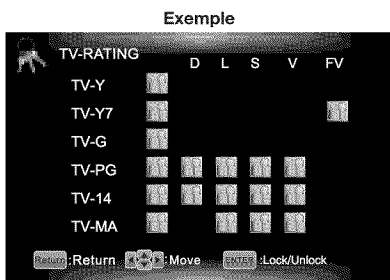 Exemple
TV-RATING D L S V FV
TV-Y
TV-Y7
TV-G
TV-PG
TV-14
TV-MA
Return :Return :Move ENTER :Lock/Unlock